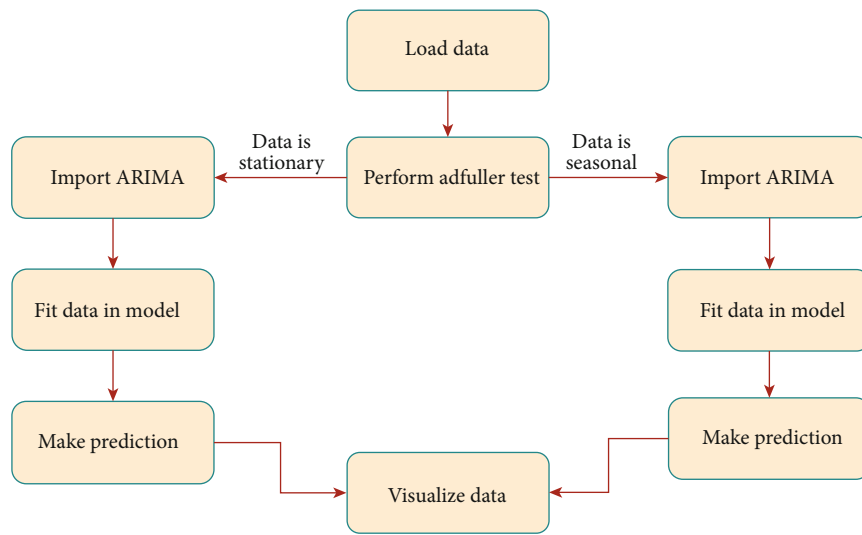 Load data
Data is
stationary
Data is
seasonal
Import ARIMA
Perform adfuller test
Import ARIMA
Fit data in model
Fit data in model
Make prediction
Make prediction
Visualize data